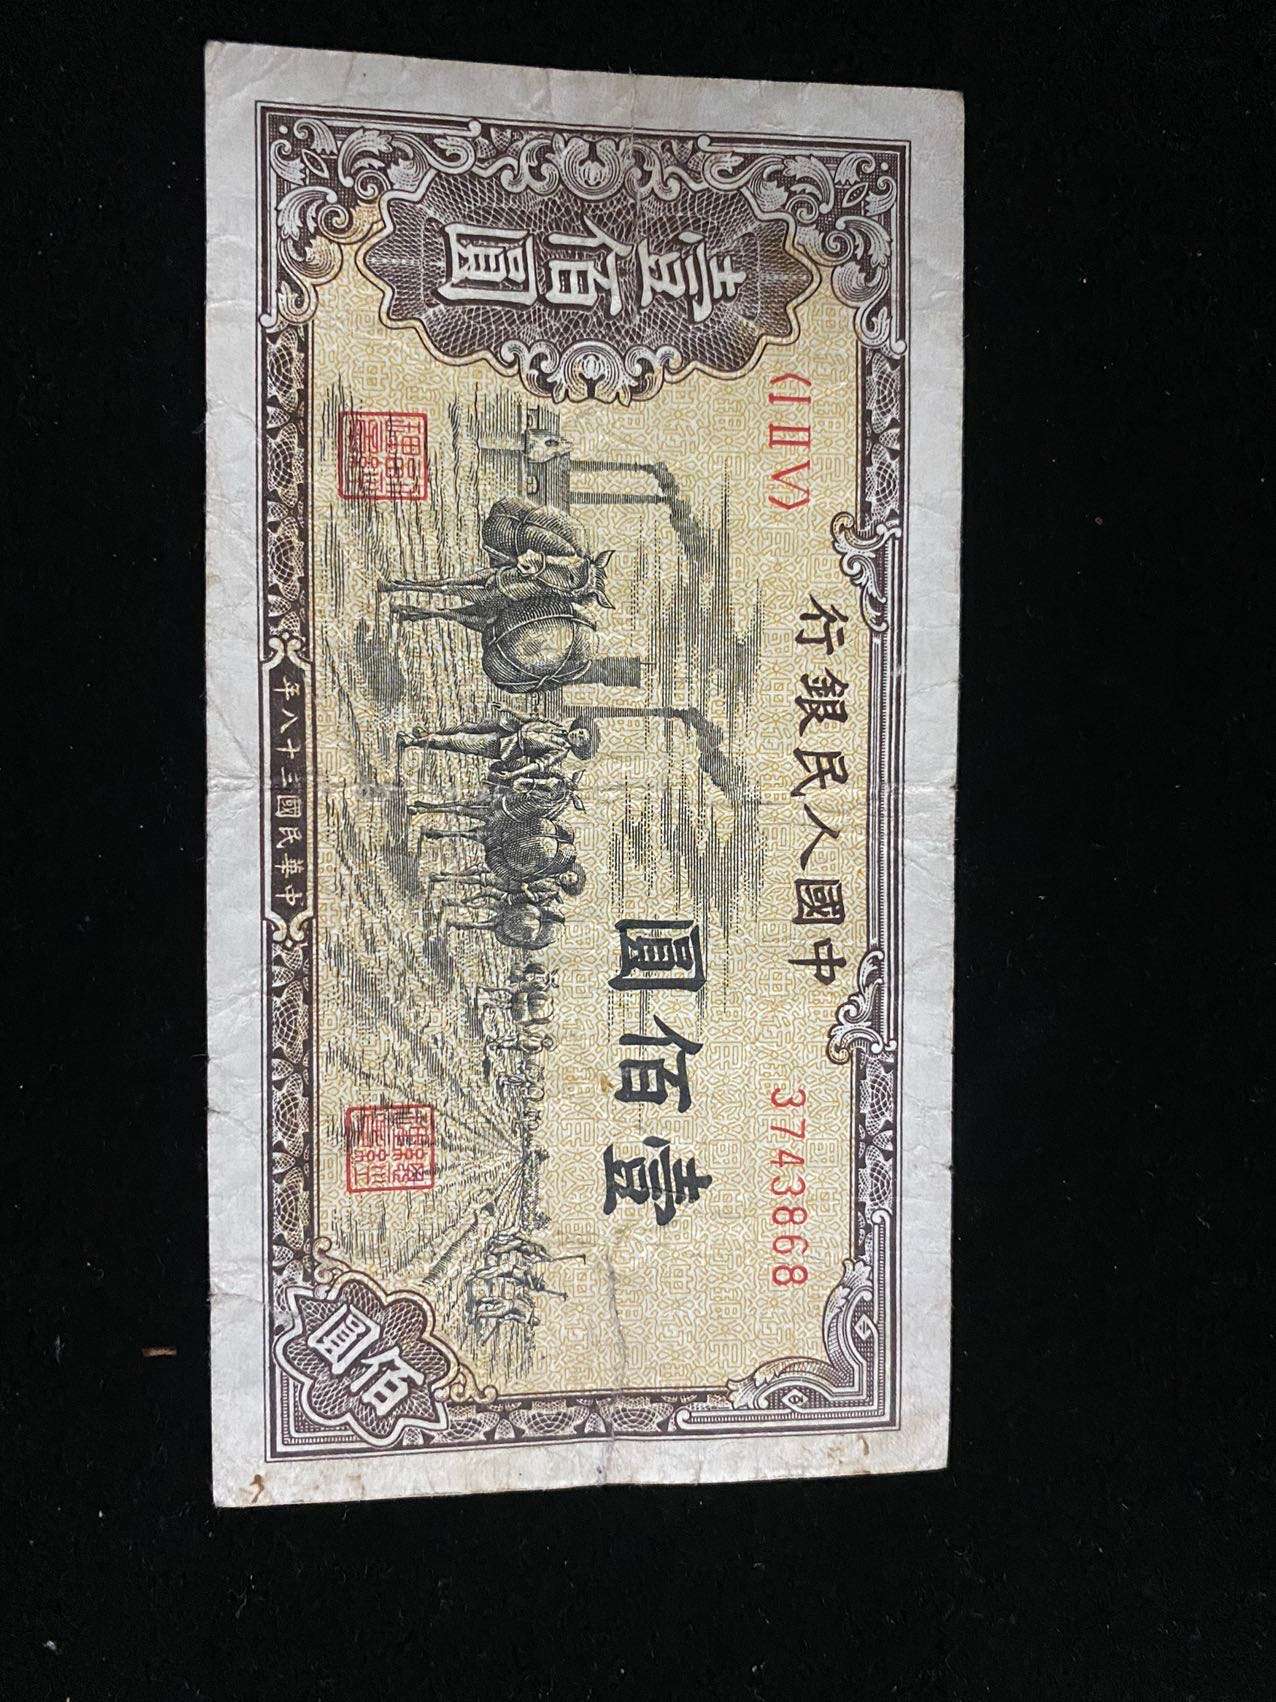 中國人民銀行
〈I II V〉
3743868
壹佰圓
壹佰圓
佰圓
中華民國三十八年